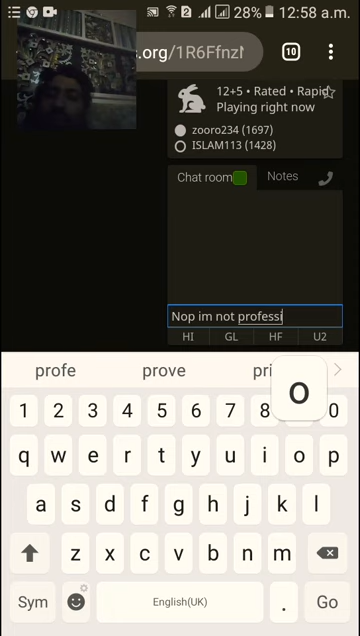 28% 12:58 a.m.
s.org/1R6Ffnzl
10
12+5 • Rated • Rapid
Playing right now
zooro234 (1697)
ISLAM113 (1428)
Chat room
Notes
Nop im not professi
HI GL HF U2
profe prove pri
o
1 2 3 4 5 6 7 8 0
q w e r t y u i o p
a s d f g h j k l
z x c v b n m
Sym English(UK) . Go